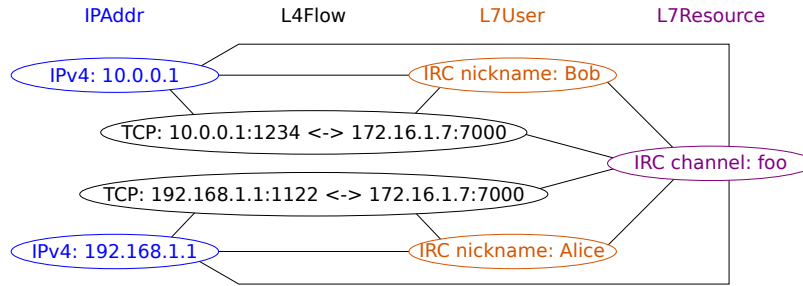 IPAddr L4Flow L7User L7Resource
IPv4: 10.0.0.1 IRC nickname: Bob
TCP: 10.0.0.1:1234 <-> 172.16.1.7:7000
IRC channel: foo
TCP: 192.168.1.1:1122 <-> 172.16.1.7:7000
IPv4: 192.168.1.1 IRC nickname: Alice